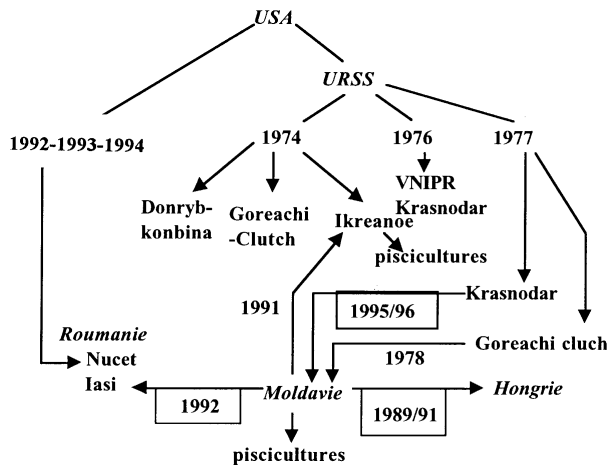 USA
URSS
1992-1993-1994
1974
1976
1977
Donryb-
konbina
Goreachi
-Clutch
Ikreanoe
VNIPR
Krasnodar
piscicultures
1991
Krasnodar
1995/96
Roumanie
Nucet
Iasi
Goreachi cluch
1978
1992
Moldavie
1989/91
Hongrie
piscicultures